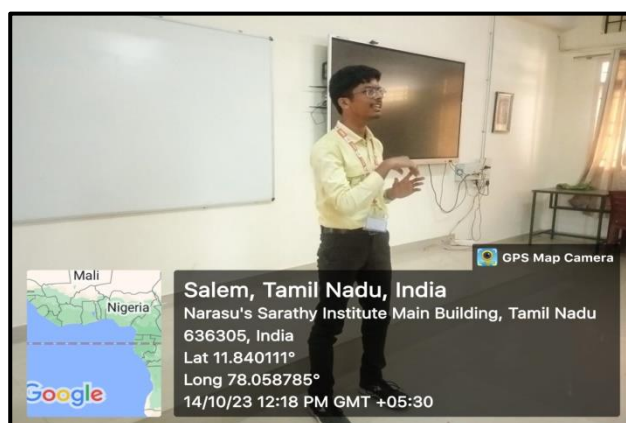 GPS Map Camera
Mali
Nigeria
Google
Salem, Tamil Nadu, India
Narasu's Sarathy Institute Main Building, Tamil Nadu
636305, India
Lat 11.840111°
Long 78.058785°
14/10/23 12:18 PM GMT +05:30